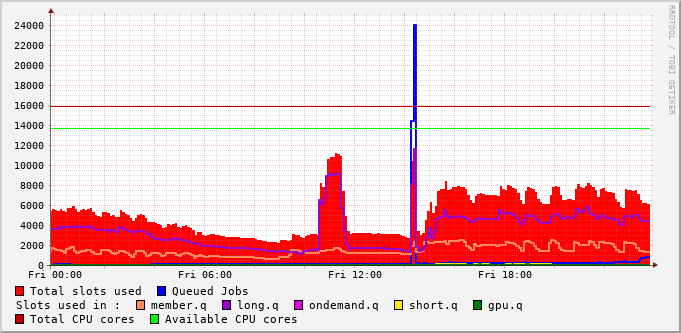 24000
22000
20000
18000
16000
14000
12000
10000
8000
6000
4000
2000
0
Fri 00:00 Fri 06:00 Fri 12:00 Fri 18:00
Total slots used Queued Jobs
Slots used in : member.q long.q ondemand.q short.q gpu.q
Total CPU cores Available CPU cores
RRDTOOL / TOBI OETIKER